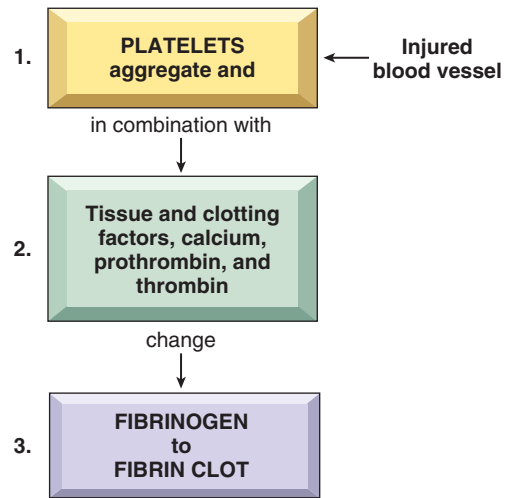 1.
PLATELETS
aggregate and
Injured
blood vessel
in combination with
2.
Tissue and clotting
factors, calcium,
prothrombin, and
thrombin
change
3.
FIBRINOGEN
to
FIBRIN CLOT